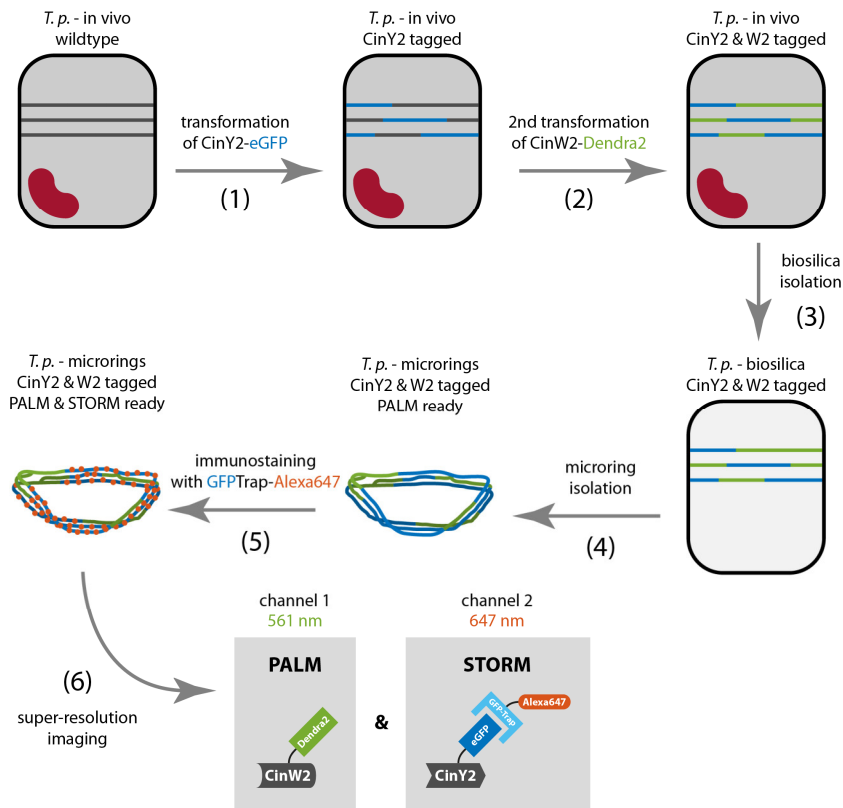 T. p. - in vivo
wildtype
T. p. - in vivo
CinY2 tagged
T. p. - in vivo
CinY2 & W2 tagged
transformation
of CinY2-eGFP
(1)
2nd transformation
of CinW2-Dendra2
(2)
biosilica
isolation
(3)
T. p. - microrings
CinY2 & W2 tagged
PALM & STORM ready
T. p. - microrings
CinY2 & W2 tagged
PALM ready
T. p. - biosilica
CinY2 & W2 tagged
immunostaining
with GFPTrap-Alexa647
(5)
microring
isolation
(4)
(6)
super-resolution
imaging
channel 1
561 nm
PALM
Dendra2
CinW2
&
channel 2
647 nm
STORM
Alexa647
GFP-Trap
eGFP
CinY2